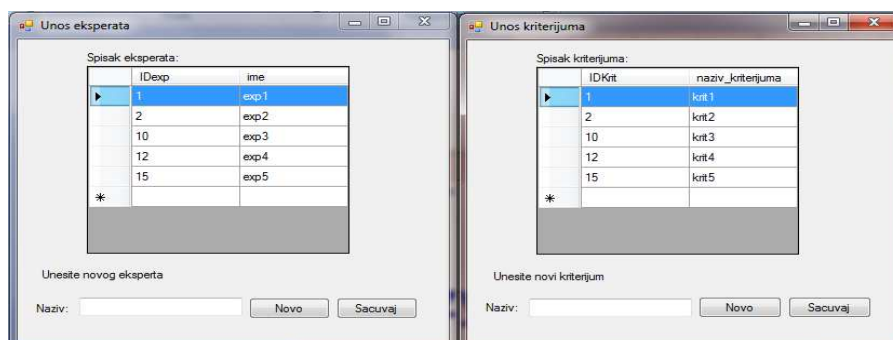 Unos eksperata
Spisak eksperata:
IDexp ime
1 exp1
2 exp2
10 exp3
12 exp4
15 exp5
Unesite novog eksperta
Naziv: Novo Sacuvaj
Unos kriterijuma
Spisak kriterijuma:
IDKrit naziv_kriterijuma
1 krit1
2 krit2
10 krit3
12 krit4
15 krit5
Unesite novi kriterijum
Naziv: Novo Sacuvaj